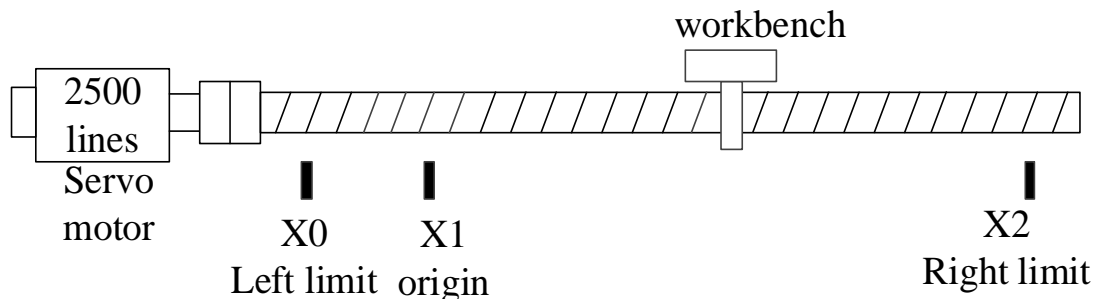 workbench
2500
lines
Servo
motor
X0
Left limit
X1
origin
X2
Right limit